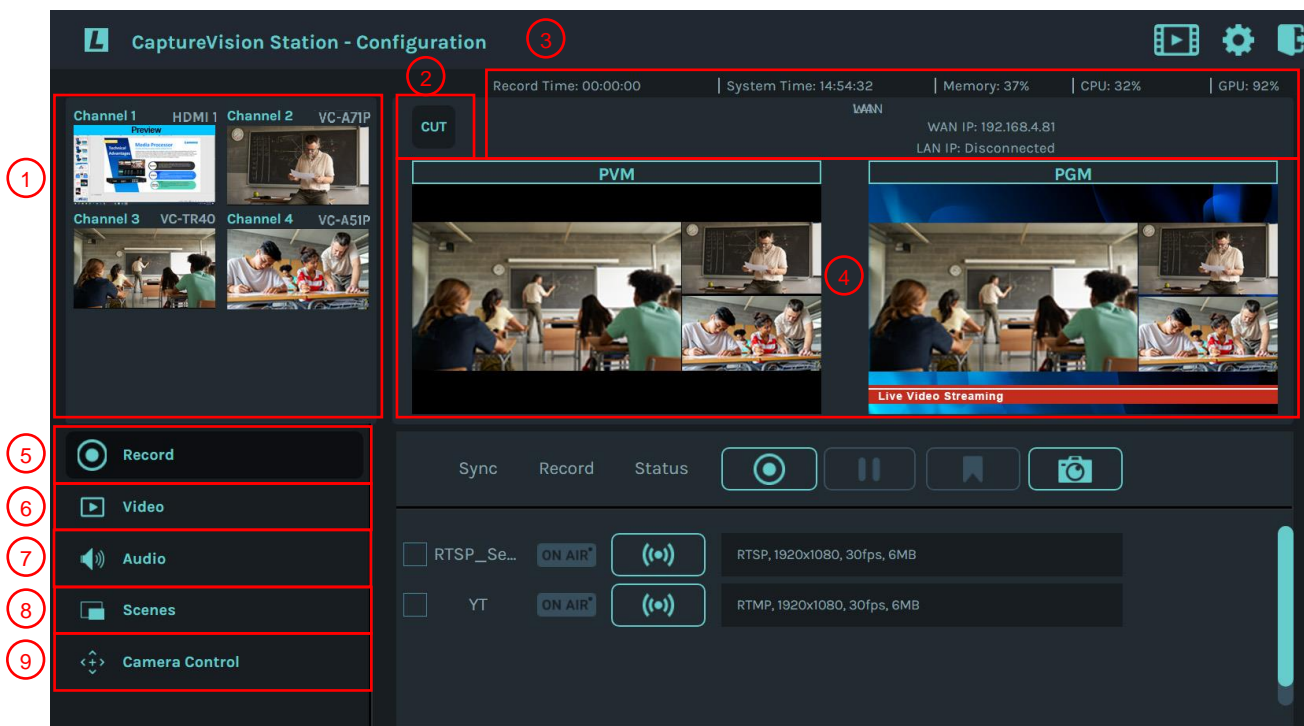 L CaptureVision Station - Configuration
3
2
Record Time: 00:00:00 System Time: 14:54:32 Memory: 37% CPU: 32% GPU: 92%
WAN IP: 192.168.4.81
LAN IP: Disconnected
CUT
1
Channel 1 HDMI 1 Channel 2 VC-A71P
Preview
Media Processor
Technical Advantages
Channel 3 VC-TR40 Channel 4 VC-A51P
PVM PGM
4
Live Video Streaming
5 Record
6 Video
7 Audio
8 Scenes
9 Camera Control
Sync Record Status
RTSP_Se... ON AIR RTSP, 1920x1080, 30fps, 6MB
YT ON AIR RTMP, 1920x1080, 30fps, 6MB